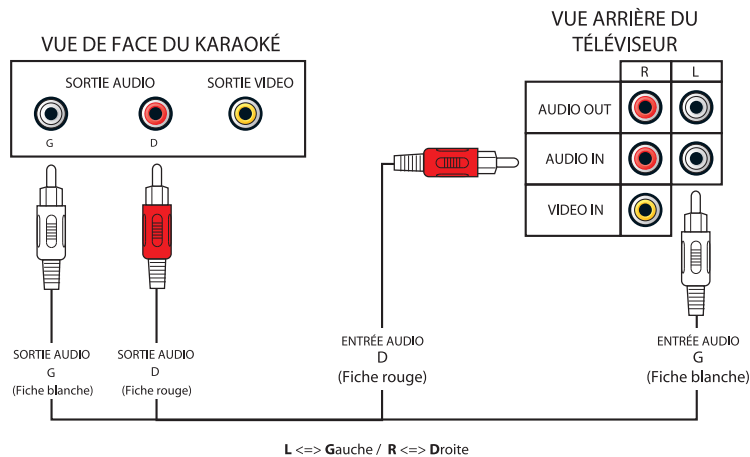 VUE DE FACE DU KARAOKÉ
SORTIE AUDIO
SORTIE VIDEO
G
D
VUE ARRIÈRE DU
TÉLÉVISEUR
R
L
AUDIO OUT
AUDIO IN
VIDEO IN
SORTIE AUDIO
G
(Fiche blanche)
SORTIE AUDIO
D
(Fiche rouge)
ENTRÉE AUDIO
D
(Fiche rouge)
ENTRÉE AUDIO
G
(Fiche blanche)
L <=> Gauche / R <=> Droite